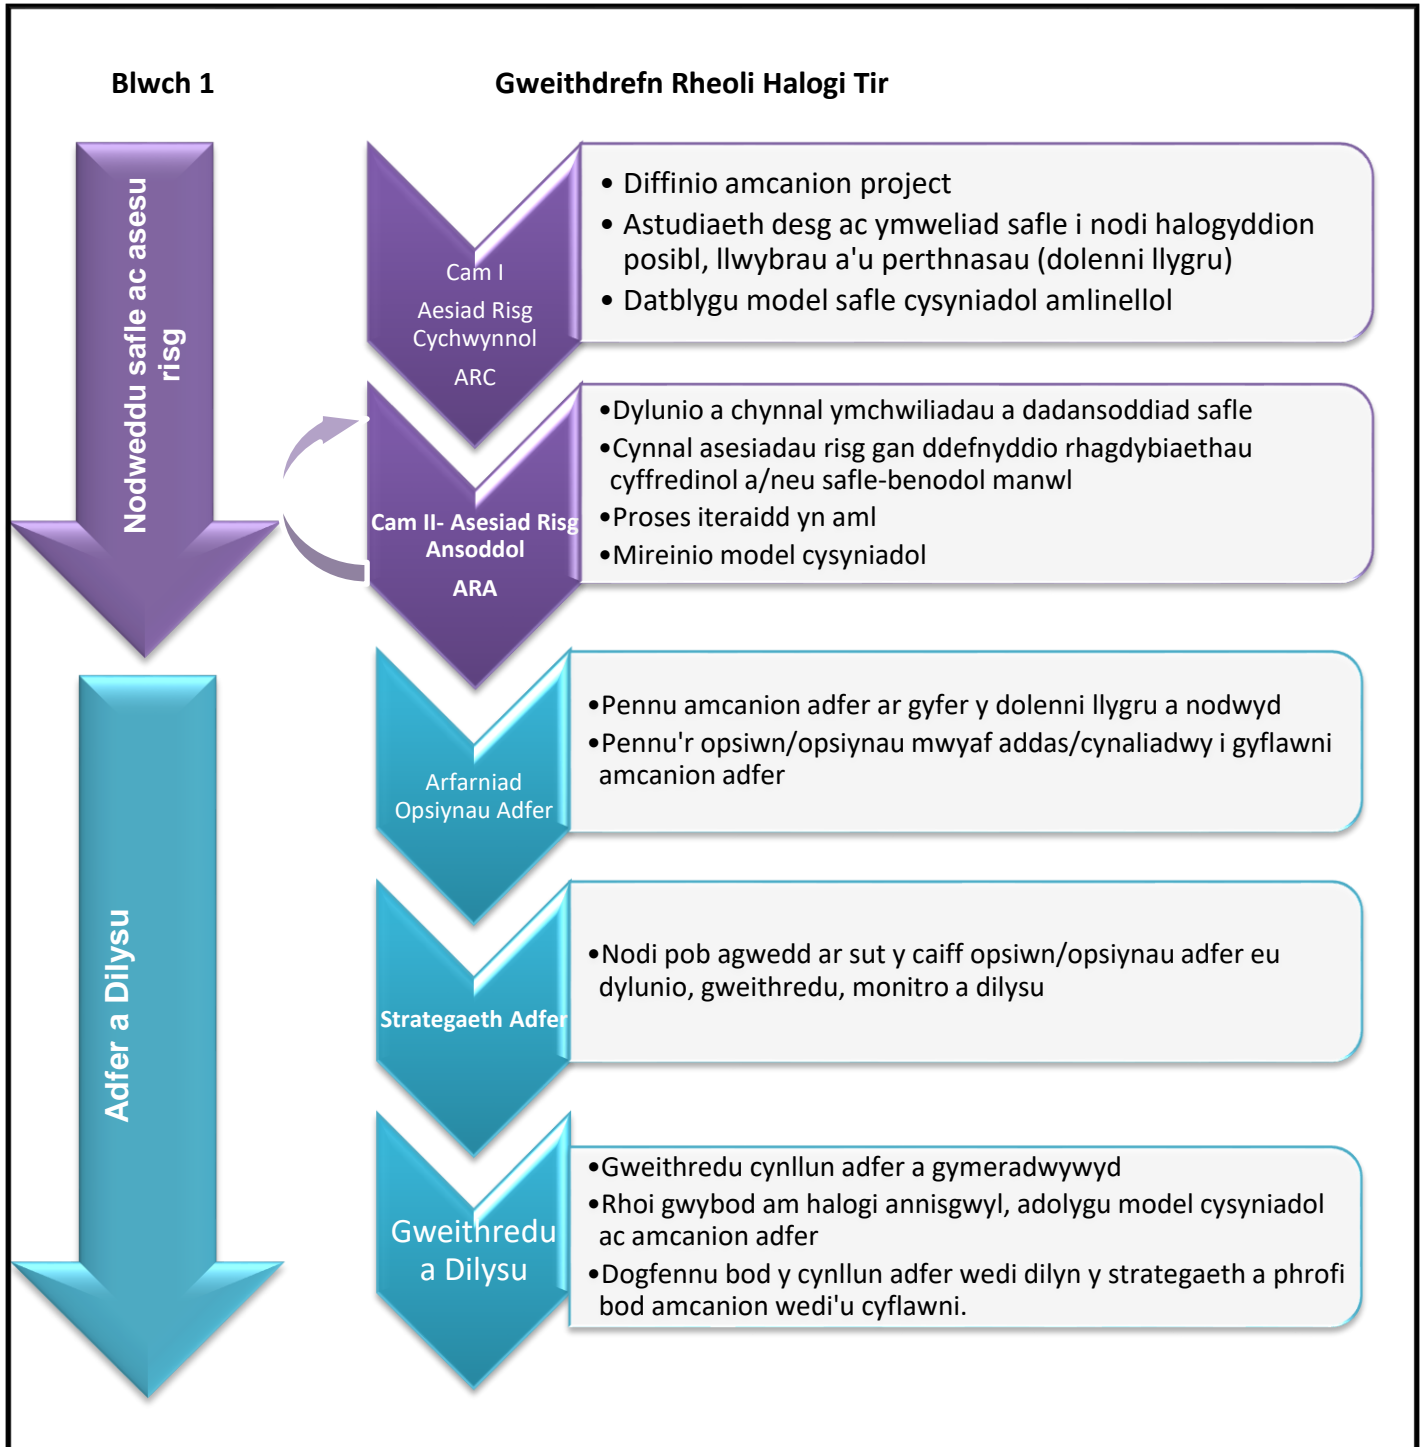 Blwch 1
Gweithdrefn Rheoli Halogi Tir
Nodweddu safle ac asesu
risg
Cam I
Aesiad Risg
Cychwynnol
ARC
• Diffinio amcanion project
• Astudiaeth desg ac ymweliad safle i nodi halogyddion
posibl, llwybrau a'u perthnasau (dolenni llygru)
• Datblygu model safle cysyniadol amlinellol
Cam II- Asesiad Risg
Ansoddol
ARA
•Dylunio a chynnal ymchwiliadau a dadansoddiad safle
•Cynnal asesiadau risg gan ddefnyddio rhagdybiaethau
cyffredinol a/neu safle-benodol manwl
•Proses iteraidd yn aml
•Mireinio model cysyniadol
Adfer a Dilysu
Arfarniad
Opsiynau Adfer
•Pennu amcanion adfer ar gyfer y dolenni llygru a nodwyd
•Pennu'r opsiwn/opsiynau mwyaf addas/cynaliadwy i gyflawni
amcanion adfer
Strategaeth Adfer
•Nodi pob agwedd ar sut y caiff opsiwn/opsiynau adfer eu
dylunio, gweithredu, monitro a dilysu
Gweithredu
a Dilysu
•Gweithredu cynllun adfer a gymeradwywyd
•Rhoi gwybod am halogi annisgwyl, adolygu model cysyniadol
ac amcanion adfer
•Dogfennu bod y cynllun adfer wedi dilyn y strategaeth a phrofi
bod amcanion wedi'u cyflawni.